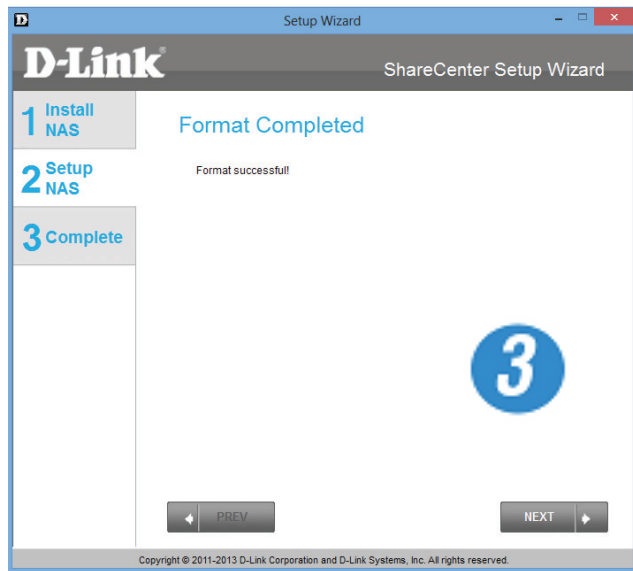 Setup Wizard
D-Link®
ShareCenter Setup Wizard
1 Install
NAS
2 Setup
NAS
3 Complete
Format Completed
Format successful!
3
PREV
NEXT
Copyright © 2011-2013 D-Link Corporation and D-Link Systems, Inc. All rights reserved.